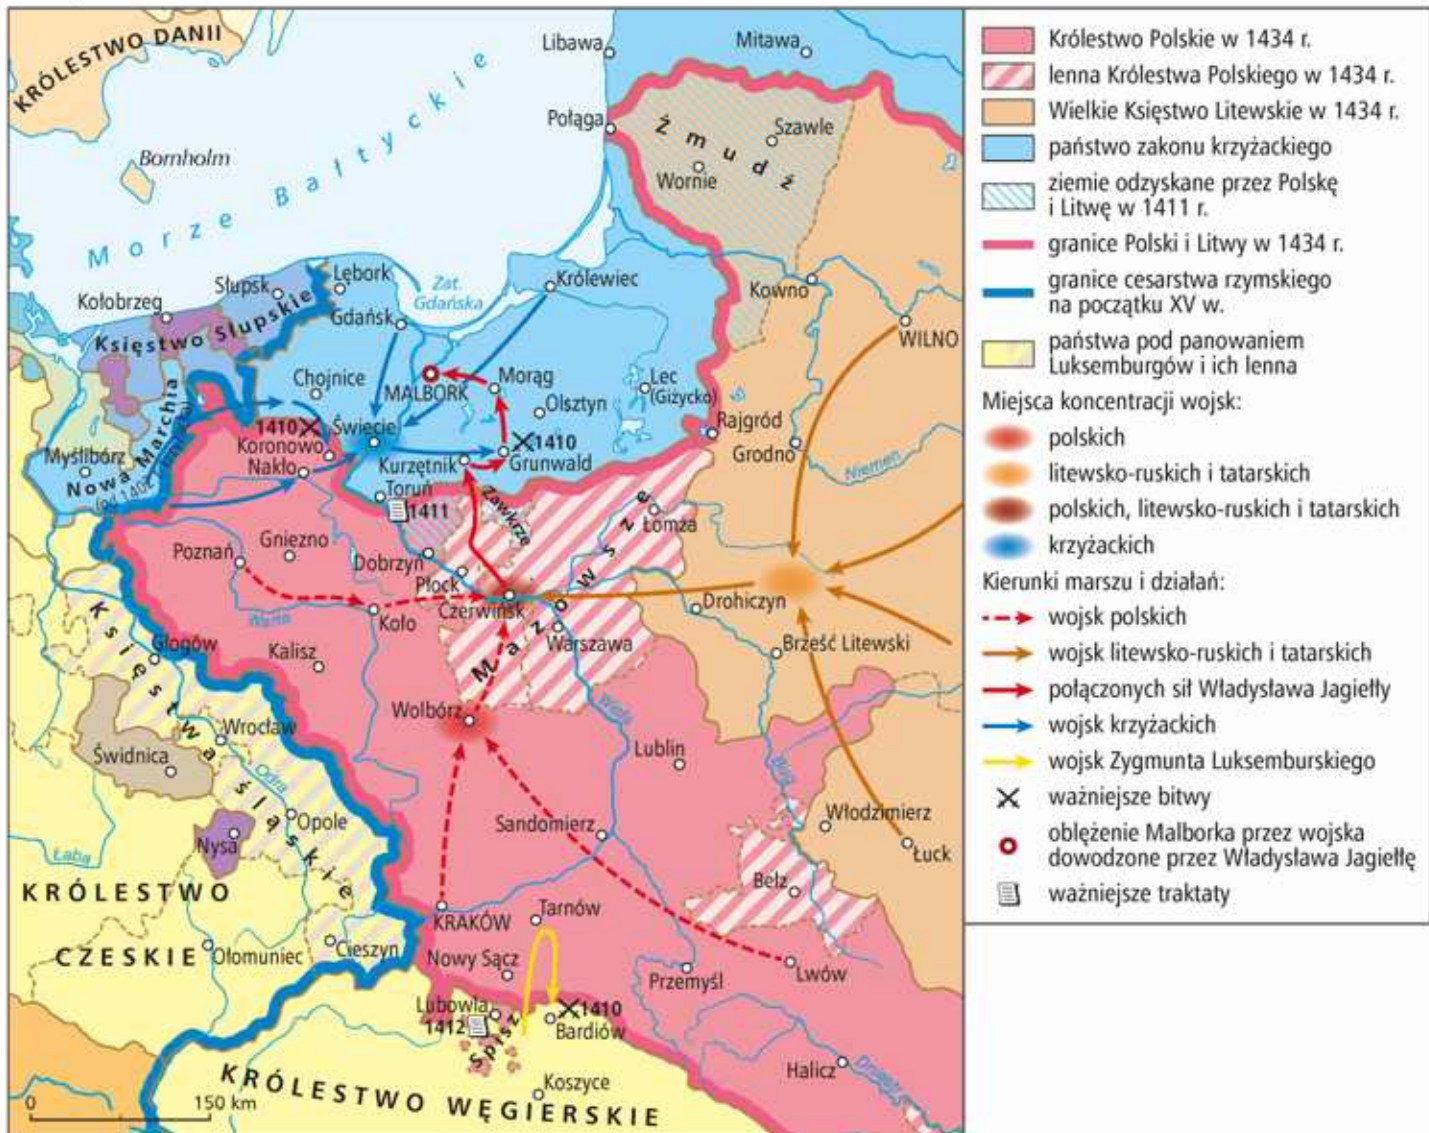 KRÓLESTWO DANII
Libawa
Mitawa
Morze Bałtyckie
Bornholm
Połąga
Żmudź
Szawle
Wornie
Kołobrzeg
Słupsk
Lębork
Zat.
Gdańska
Królewiec
Kowno
Księstwo Słupskie
Gdańsk
WILNO
Chojnice
MALBORK
Morąg
Lec
(Giżycko)
Olsztyn
Rajgród
1410
Świecie
1410
Grunwald
Koronowo
Nakło
Kurzętnik
Grodno
Niemen
Myślibórz
Nowa Marchia
Toruń
1411
Zawkrze
Łomża
Poznań
Gniezno
Dobrzyń
Płock
Mazowsze
Czerwińsk
Drohiczyn
Warta
Koło
Warszawa
Brześć Litewski
Księstwa śląskie
Głogów
Kalisz
Wolbórz
Wisła
Wrocław
Świdnica
Odra
Lublin
Bug
Opole
Nysa
Sandomierz
Włodzimierz
Łuck
Łaba
KRÓLESTWO
CZESKIE
Bełz
KRAKÓW
Tarnów
Ołomuniec
Cieszyn
Nowy Sącz
Przemyśl
Lwów
Lubowla
1412
Spisz
1410
Bardiów
Halicz
Koszyce
KRÓLESTWO WĘGIERSKIE
0 150 km
Królestwo Polskie w 1434 r.
lenna Królestwa Polskiego w 1434 r.
Wielkie Księstwo Litewskie w 1434 r.
państwo zakonu krzyżackiego
ziemie odzyskane przez Polskę
i Litwę w 1411 r.
granice Polski i Litwy w 1434 r.
granice cesarstwa rzymskiego
na początku XV w.
państwa pod panowaniem
Luksemburgów i ich lenna
Miejsca koncentracji wojsk:
polskich
litewsko-ruskich i tatarskich
polskich, litewsko-ruskich i tatarskich
krzyżackich
Kierunki marszu i działań:
wojsk polskich
wojsk litewsko-ruskich i tatarskich
połączonych sił Władysława Jagiełły
wojsk krzyżackich
wojsk Zygmunta Luksemburskiego
ważniejsze bitwy
oblężenie Malborka przez wojska
dowodzone przez Władysława Jagiełłę
ważniejsze traktaty